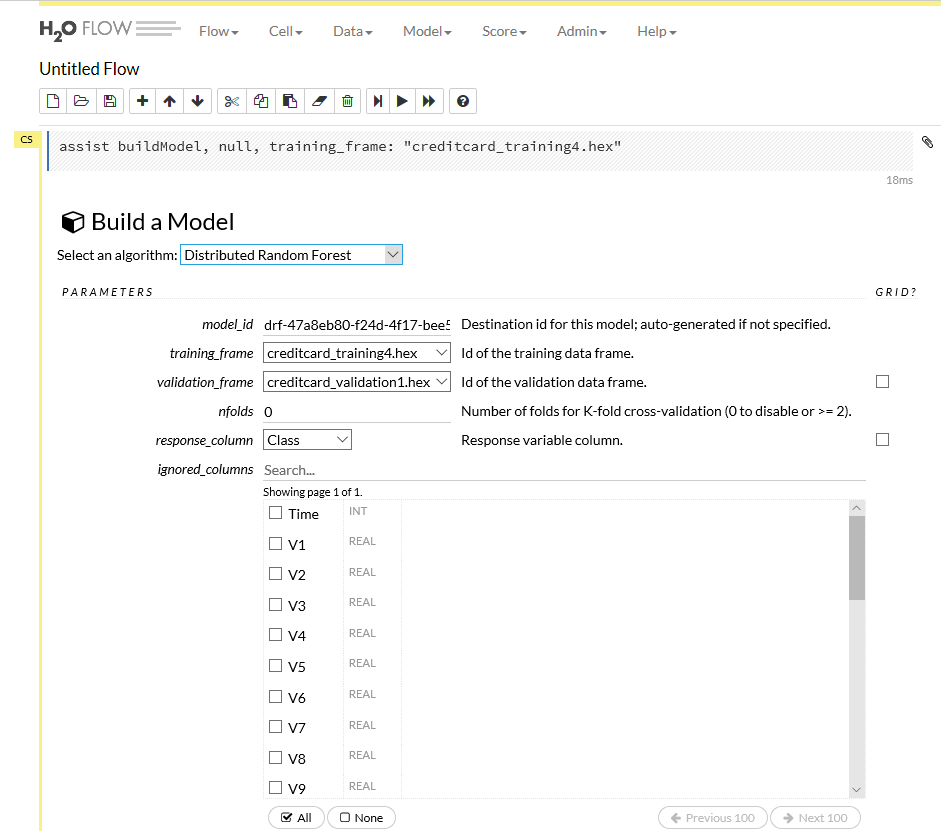 H2O FLOW Flow Cell Data Model Score Admin Help
Untitled Flow
CS
assist buildModel, null, training_frame: "creditcard_training4.hex"
18ms
Build a Model
Select an algorithm: Distributed Random Forest
PARAMETERS GRID?
model_id drf-47a8eb80-f24d-4f17-bee5 Destination id for this model; auto-generated if not specified.
training_frame creditcard_training4.hex Id of the training data frame.
validation_frame creditcard_validation1.hex Id of the validation data frame.
nfolds 0 Number of folds for K-fold cross-validation (0 to disable or >= 2).
response_column Class Response variable column.
ignored_columns Search...
Showing page 1 of 1.
Time INT
V1 REAL
V2 REAL
V3 REAL
V4 REAL
V5 REAL
V6 REAL
V7 REAL
V8 REAL
V9 REAL
All None Previous 100 Next 100